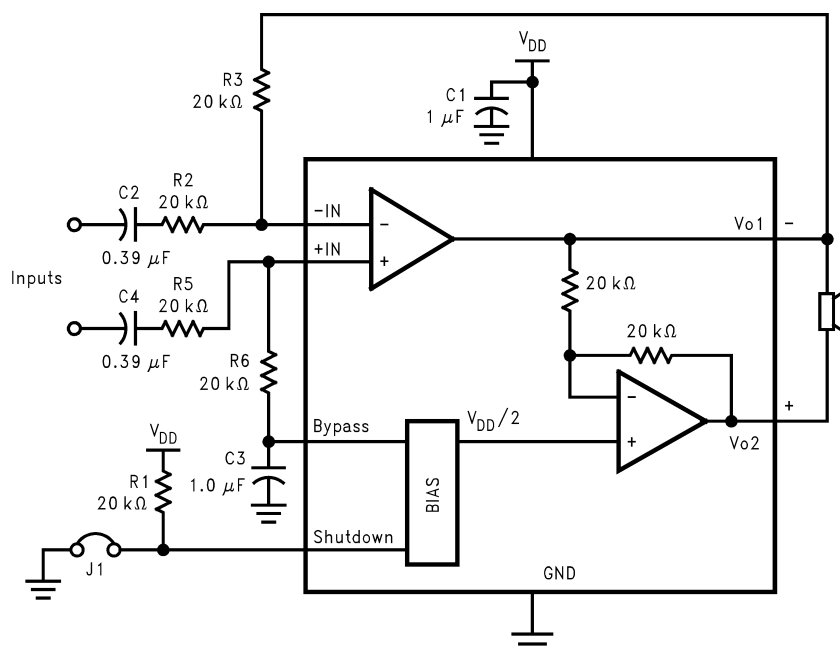 V_DD
R3
20 kΩ
C1
1 µF
C2
R2
20 kΩ
-IN
-
Vo1
-
0.39 µF
+IN
+
Inputs
C4
R5
20 kΩ
20 kΩ
20 kΩ
0.39 µF
R6
20 kΩ
-
+
Bypass
V_DD/2
+
Vo2
V_DD
C3
1.0 µF
R1
20 kΩ
BIAS
Shutdown
J1
GND